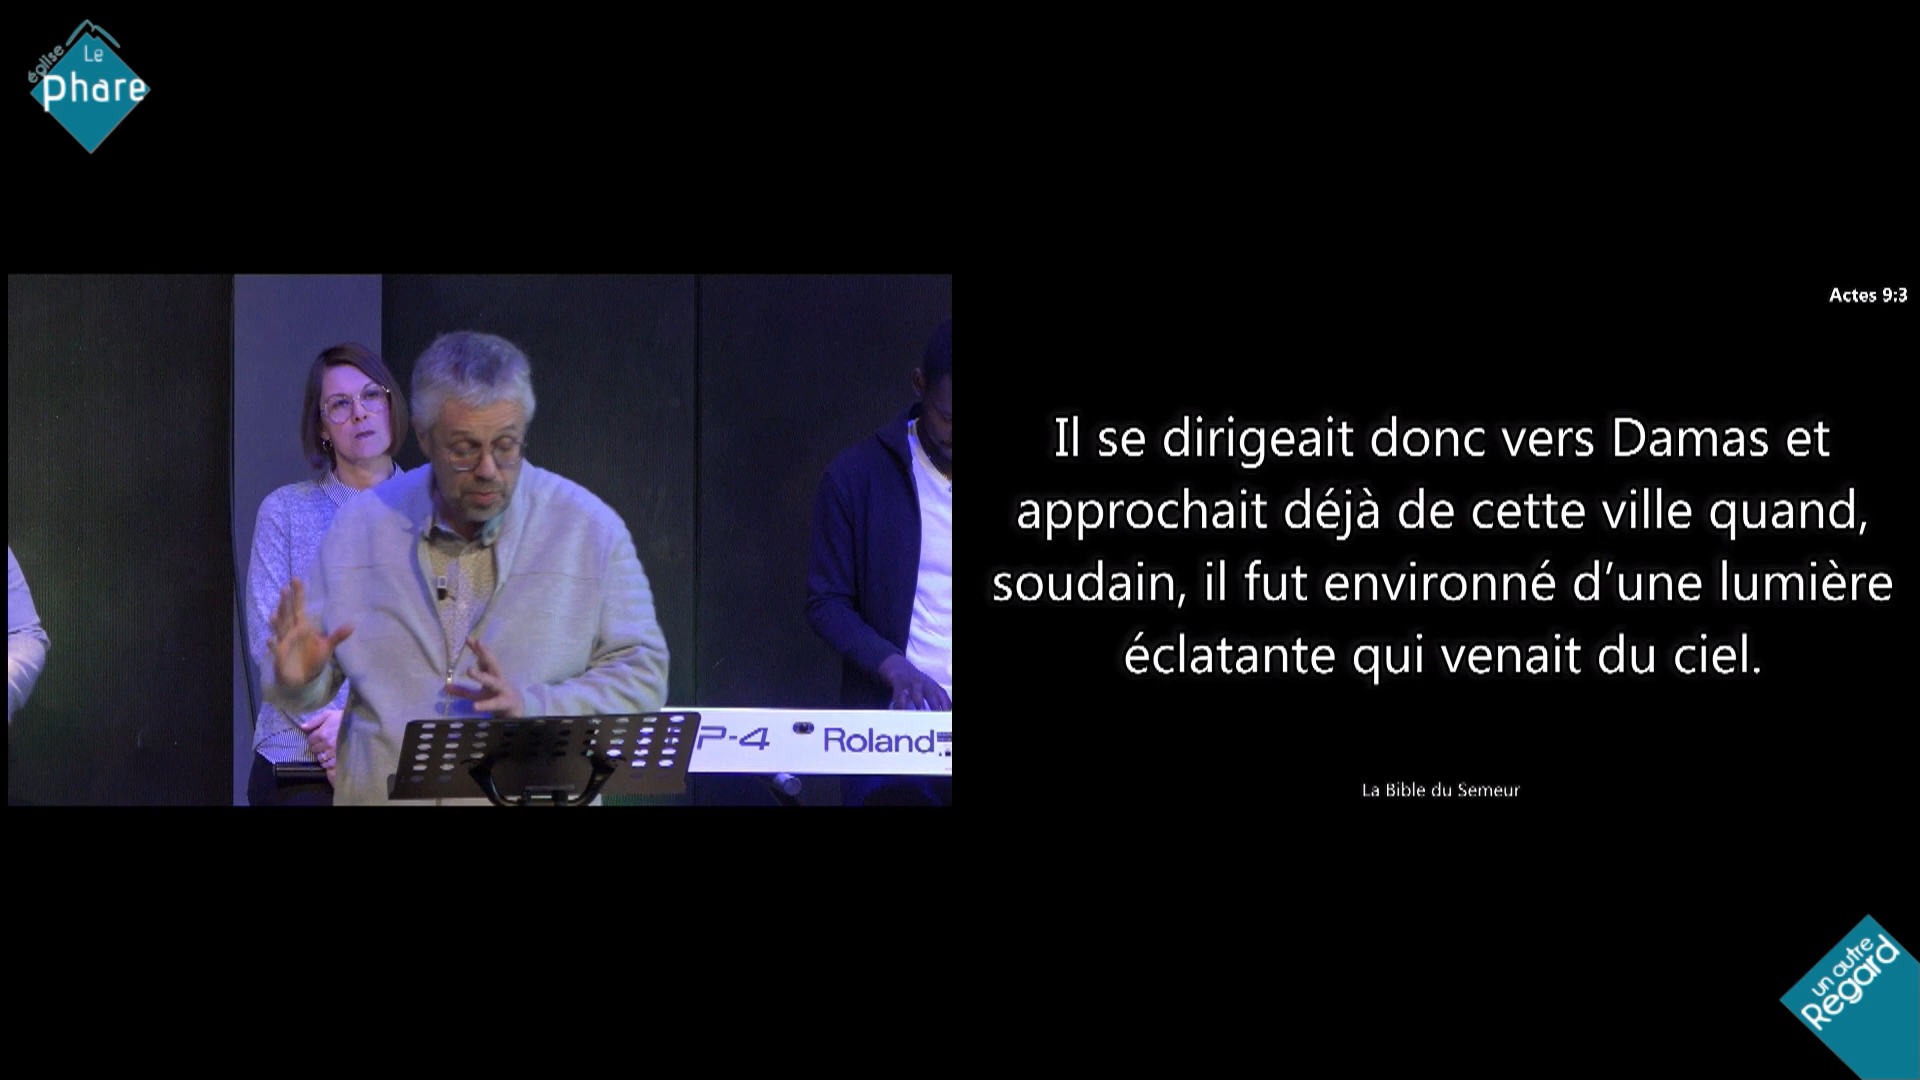 église
Le
phare
Actes 9:3
Il se dirigeait donc vers Damas et
approchait déjà de cette ville quand,
soudain, il fut environné d’une lumière
éclatante qui venait du ciel.
P-4
Roland
La Bible du Semeur
un autre
Regard